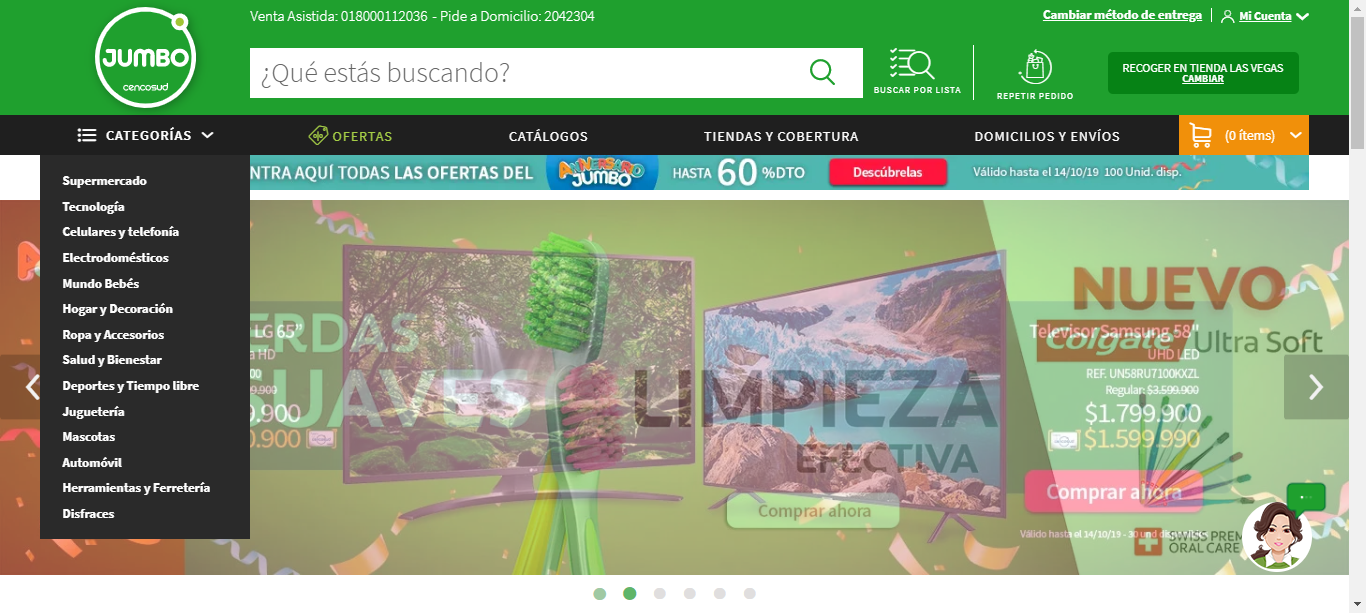 Venta Asistida: 018000112036 - Pide a Domicilio: 2042304
Cambiar método de entrega
Mi Cuenta
JUMBO
cencosud
¿Qué estás buscando?
BUSCAR POR LISTA
REPETIR PEDIDO
RECOGER EN TIENDA LAS VEGAS
CAMBIAR
CATEGORÍAS
OFERTAS
CATÁLOGOS
TIENDAS Y COBERTURA
DOMICILIOS Y ENVÍOS
(0 ítems)
NTRA AQUÍ TODAS LAS OFERTAS DEL
ANIVERSARIO
JUMBO
HASTA 60 %DTO
Descúbrelas
Válido hasta el 14/10/19 100 Unid. disp.
Supermercado
Tecnología
Celulares y telefonía
Electrodomésticos
Mundo Bebés
Hogar y Decoración
Ropa y Accesorios
Salud y Bienestar
Deportes y Tiempo libre
Juguetería
Mascotas
Automóvil
Herramientas y Ferretería
Disfraces
LG 65”
HD
ERDAS
UAVES
9.900
0.900
LIMPIEZA
EFECTIVA
Comprar ahora
NUEVO
Colgate Ultra Soft
Televisor Samsung 58"
UHD LED
REF. UN58RU7100KXZL
Regular: $3.599.900
$1.799.900
$1.599.990
Comprar ahora
Válido hasta el 14/10/19 - 30 und disponibles
SWISS PREM
ORAL CARE